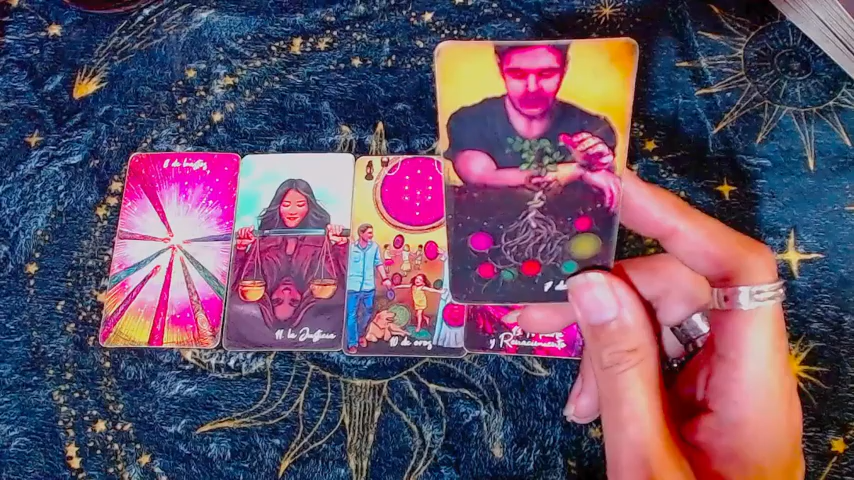 8 de bastos
11. la Justicia
10 de oros
y Renacimiento